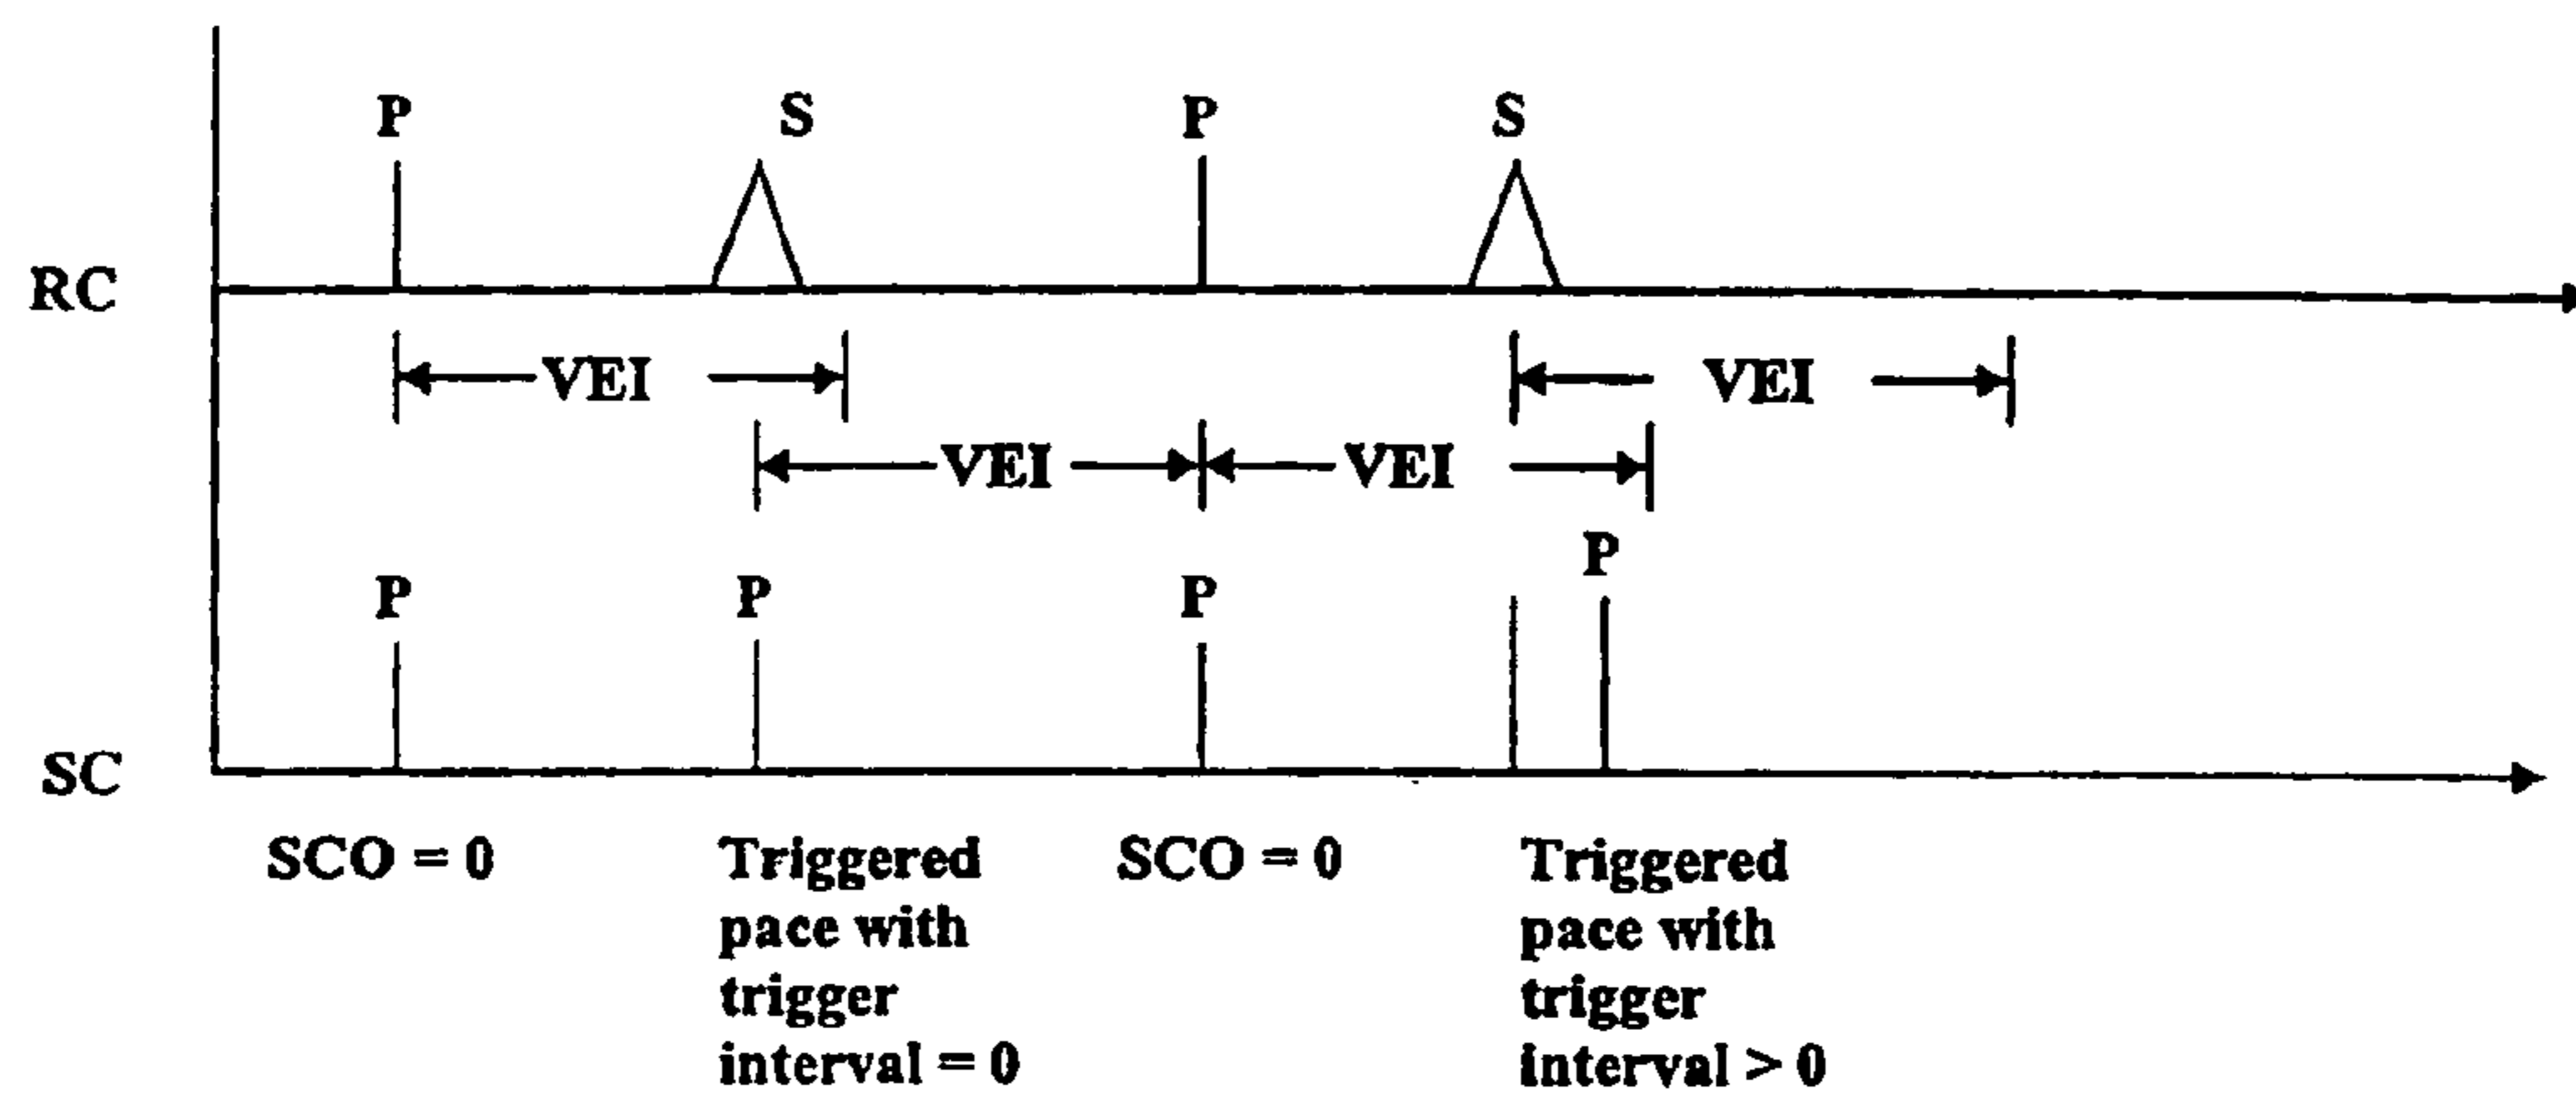 P S P S
RC
VEI VEI
VEI VEI
P
P P P
SC
SCO = 0
Triggered
pace with
trigger
interval = 0
SCO = 0
Triggered
pace with
trigger
interval > 0